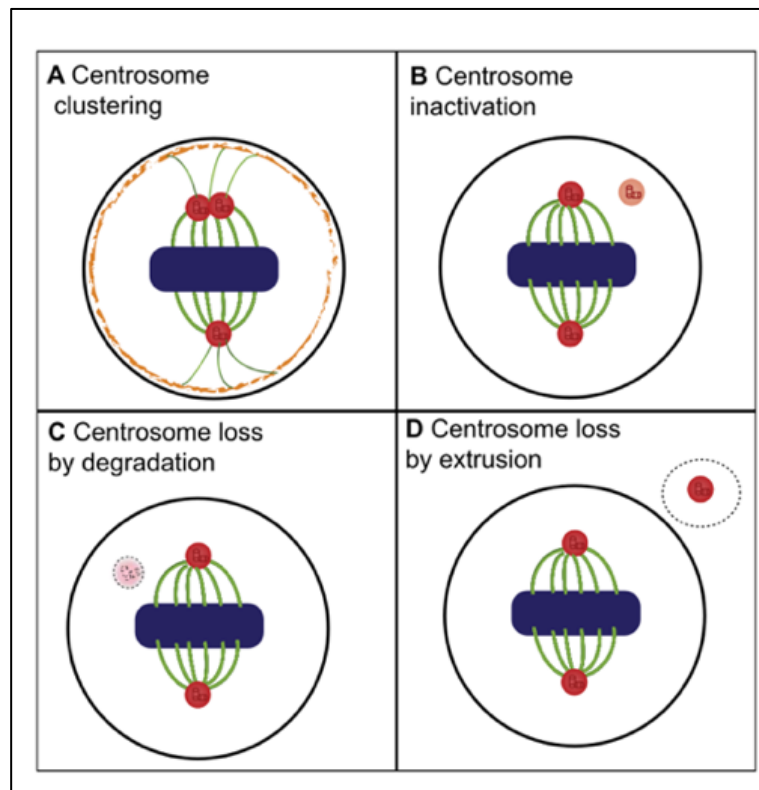 A Centrosome
clustering
B Centrosome
inactivation
C Centrosome loss
by degradation
D Centrosome loss
by extrusion